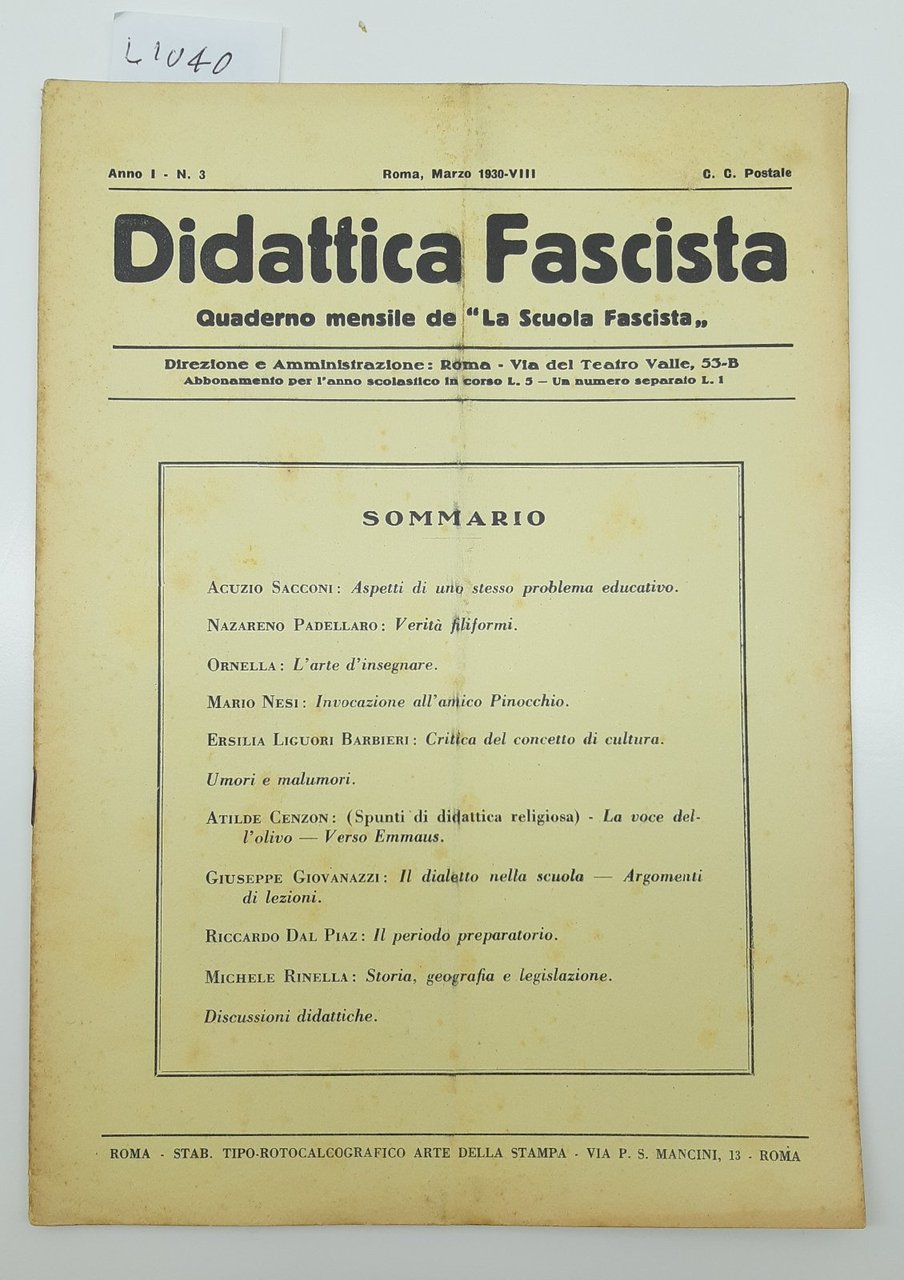 L1040
Anno I - N. 3 Roma, Marzo 1930-VIII C. C. Postale
Didattica Fascista
Quaderno mensile de “La Scuola Fascista„
Direzione e Amministrazione: Roma - Via del Teatro Valle, 53-B
Abbonamento per l'anno scolastico in corso L. 5 — Un numero separato L. 1
SOMMARIO
ACUZIO SACCONI: Aspetti di uno stesso problema educativo.
NAZARENO PADELLARO: Verità filiformi.
ORNELLA: L'arte d'insegnare.
MARIO NESI: Invocazione all'amico Pinocchio.
ERSILIA LIGUORI BARBIERI: Critica del concetto di cultura.
Umori e malumori.
ATILDE CENZON: (Spunti di didattica religiosa) - La voce del-
l'olivo — Verso Emmaus.
GIUSEPPE GIOVANAZZI: Il dialetto nella scuola — Argomenti
di lezioni.
RICCARDO DAL PIAZ: Il periodo preparatorio.
MICHELE RINELLA: Storia, geografia e legislazione.
Discussioni didattiche.
ROMA - STAB. TIPO-ROTOCALCOGRAFICO ARTE DELLA STAMPA - VIA P. S. MANCINI, 13 - ROMA